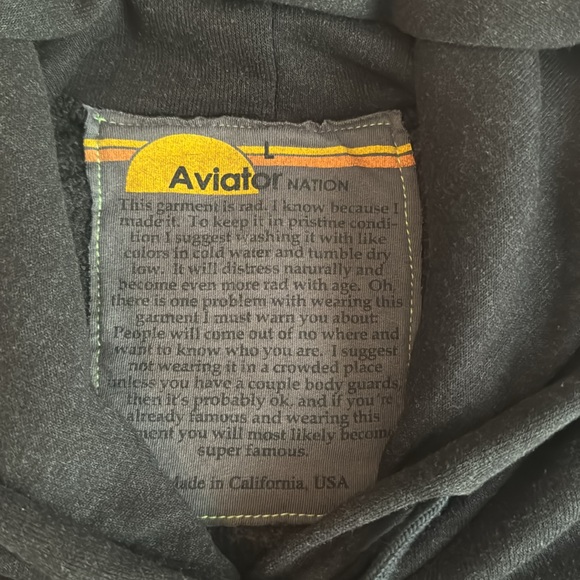 L
Aviator NATION
This garment is rad. I know because I
made it. To keep it in pristine condi-
tion I suggest washing it with like
colors in cold water and tumble dry
low. It will distress naturally and
become even more rad with age. Oh,
there is one problem with wearing this
garment I must warn you about:
People will come out of no where and
want to know who you are. I suggest
not wearing it in a crowded place
unless you have a couple body guards,
then it's probably ok, and if you're
already famous and wearing this
ment you will most likely become
super famous.
Made in California, USA